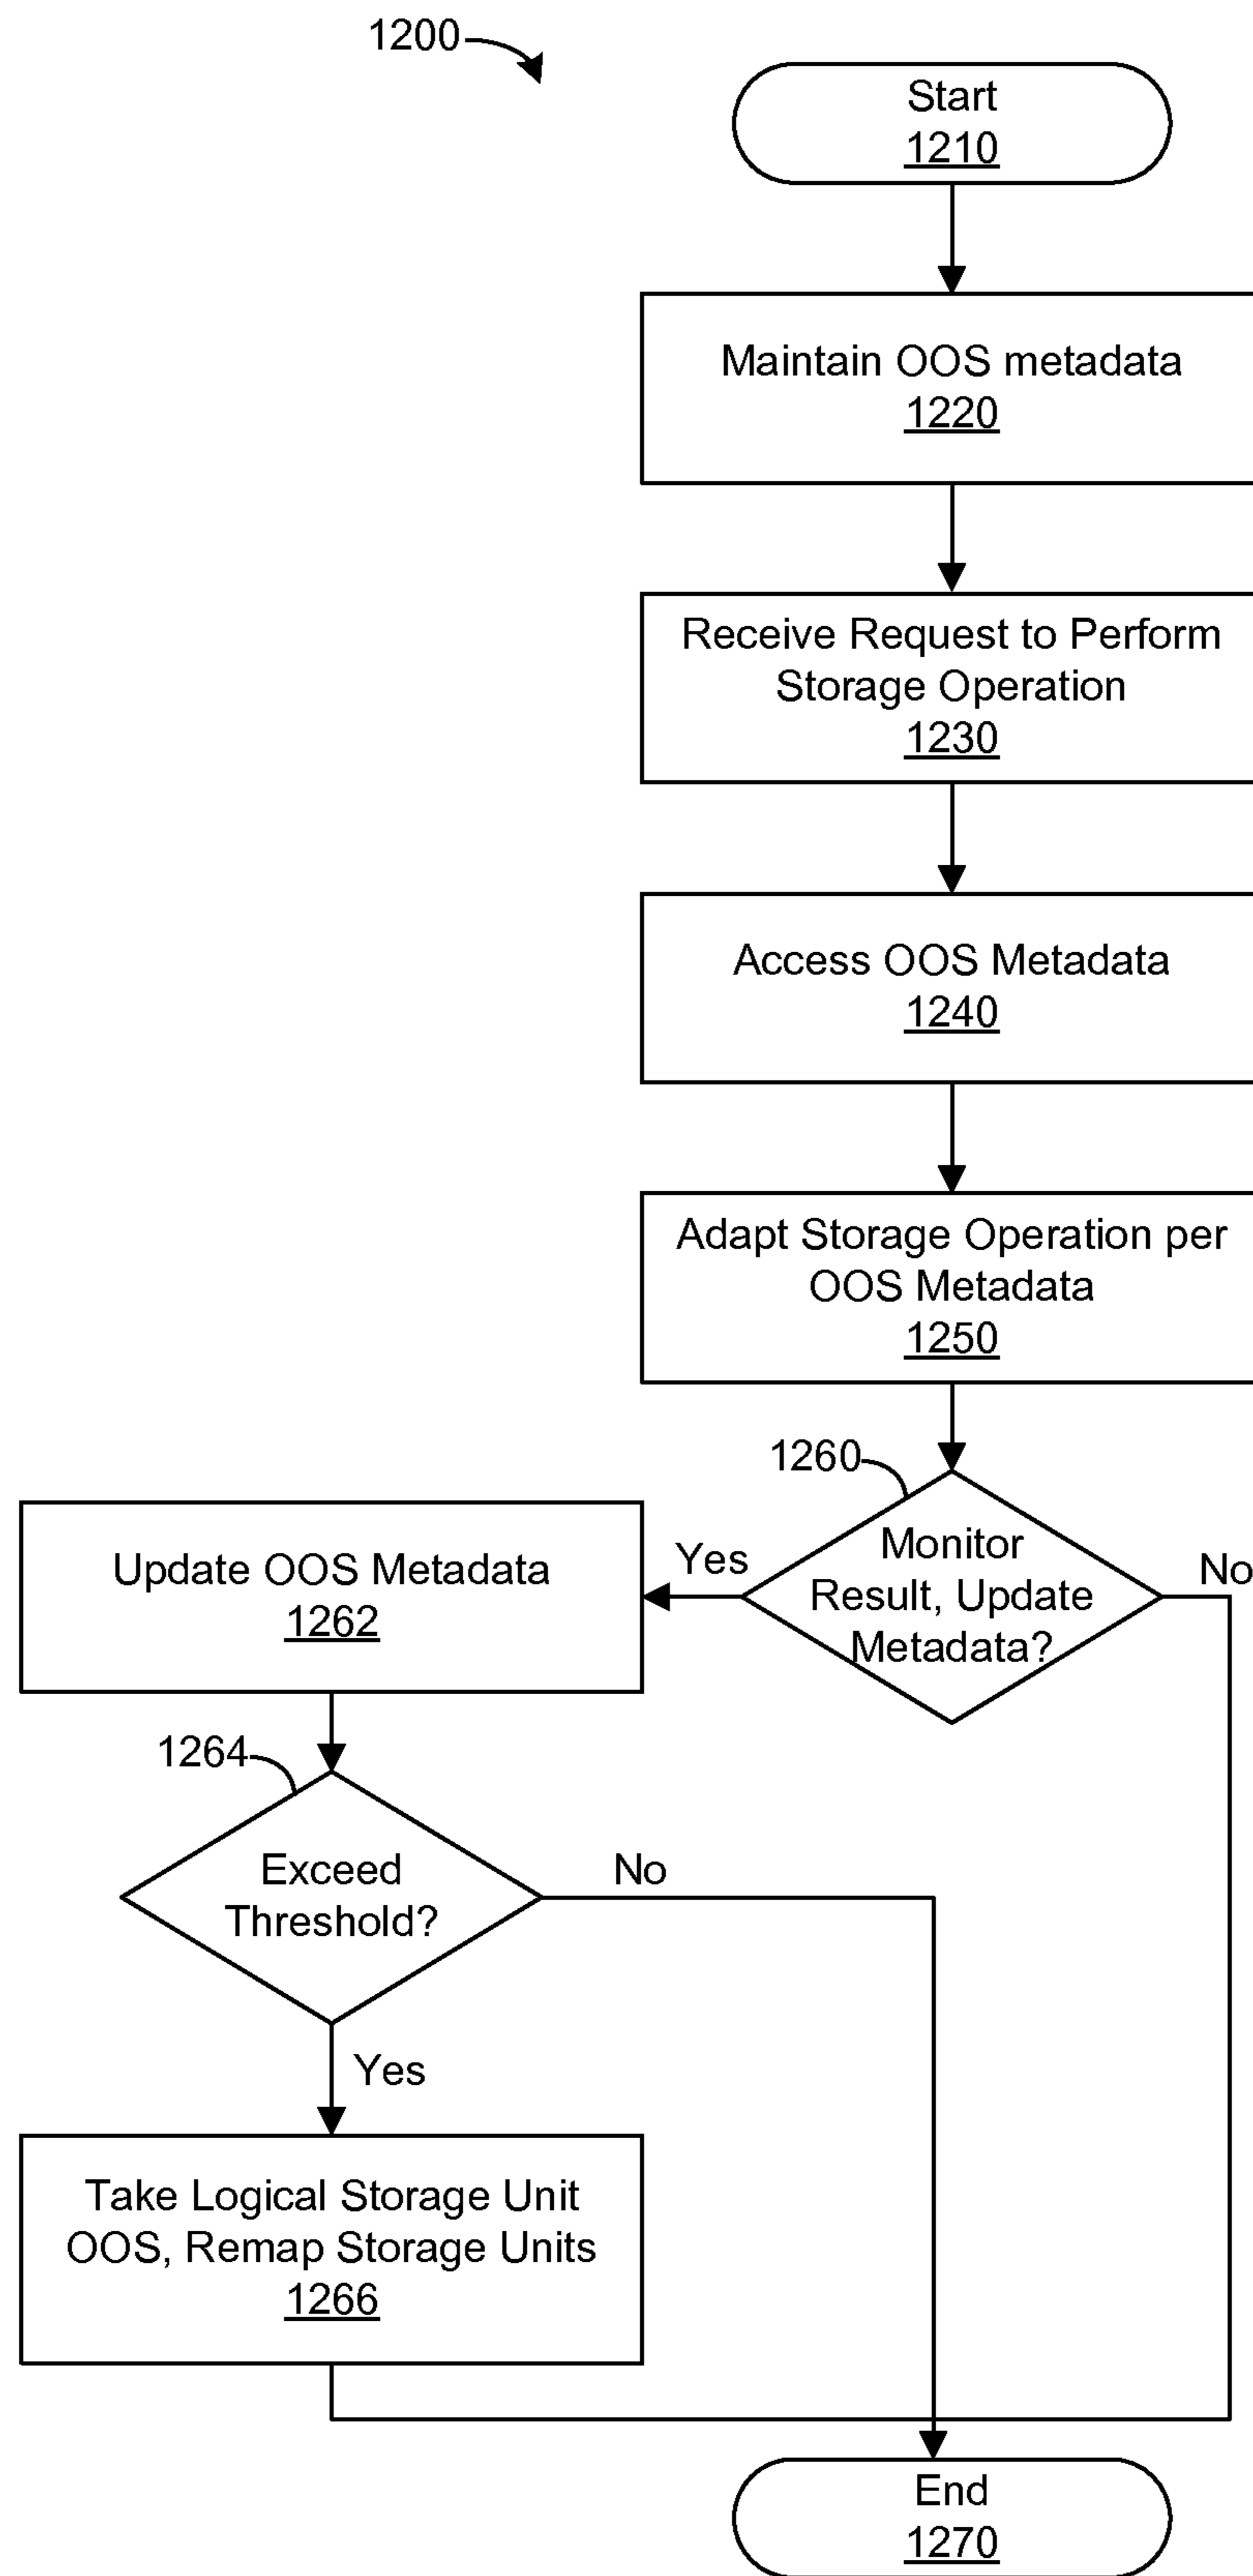 1200
Start
1210
Maintain OOS metadata
1220
Receive Request to Perform
Storage Operation
1230
Access OOS Metadata
1240
Adapt Storage Operation per
OOS Metadata
1250
1260
Monitor
Result, Update
Metadata?
Yes
No
Update OOS Metadata
1262
1264
Exceed
Threshold?
No
Yes
Take Logical Storage Unit
OOS, Remap Storage Units
1266
End
1270